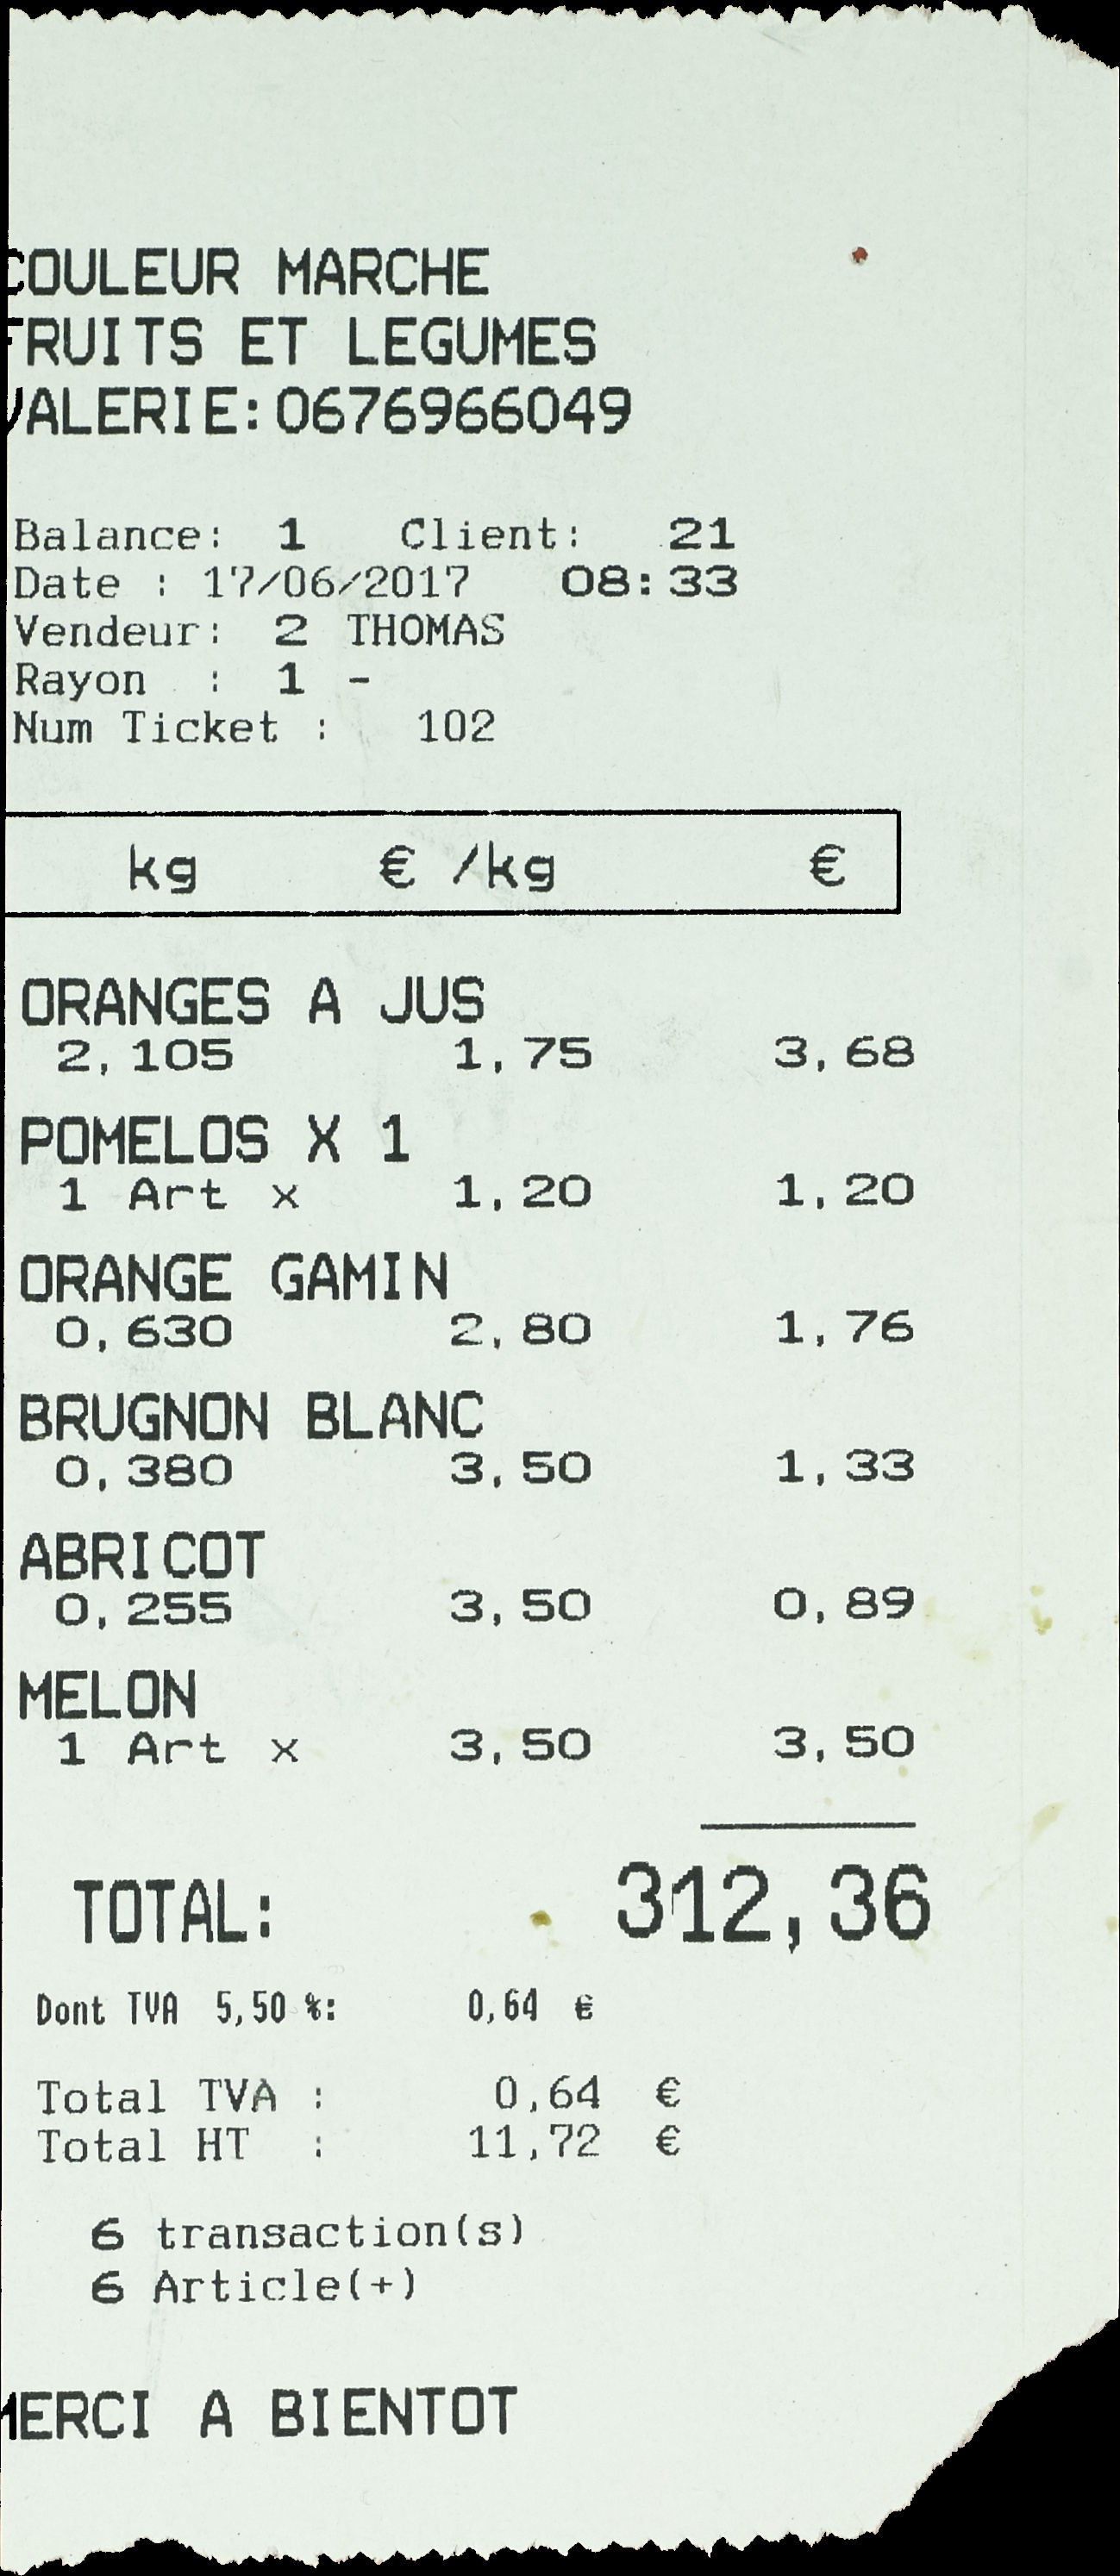 COULEUR MARCHE
FRUITS ET LEGUMES
VALERIE:0676966049
Balance: 1 Client: 21
Date : 17/06/2017 08:33
Vendeur: 2 THOMAS
Rayon : 1 -
Num Ticket : 102
kg € /kg €
ORANGES A JUS
2,105 1,75 3,68
POMELOS X 1
1 Art x 1,20 1,20
ORANGE GAMIN
0,630 2,80 1,76
BRUGNON BLANC
0,380 3,50 1,33
ABRICOT
0,255 3,50 0,89
MELON
1 Art x 3,50 3,50
TOTAL: 312,36
Dont TVA 5,50 %: 0,64 €
Total TVA : 0,64 €
Total HT : 11,72 €
6 transaction(s)
6 Article(+)
MERCI A BIENTOT